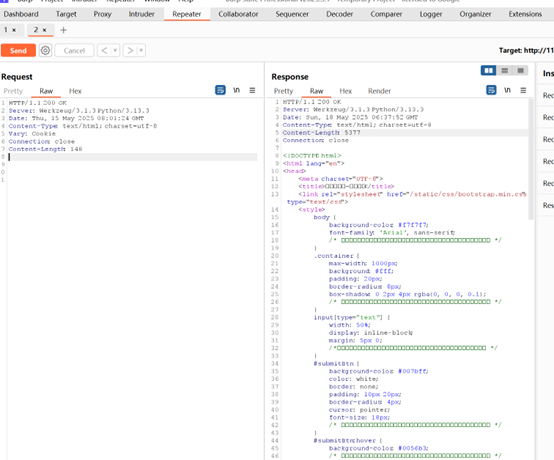 Dashboard Target Proxy Intruder Repeater Collaborator Sequencer Decoder Comparer Logger Organizer Extensions
1 × 2 × +
Send Cancel < > Target: http://11
Request
Pretty Raw Hex \n
1 HTTP/1.1 200 OK
2 Server: Werkzeug/3.1.3 Python/3.13.3
3 Date: Thu, 15 May 2025 08:01:24 GMT
4 Content-Type: text/html; charset=utf-8
5 Vary: Cookie
6 Connection: close
7 Content-Length: 146
8
9
0
1
Response
Pretty Raw Hex Render \n
1 HTTP/1.1 200 OK
2 Server: Werkzeug/3.1.3 Python/3.13.3
3 Date: Sun, 18 May 2025 06:37:52 GMT
4 Content-Type: text/html; charset=utf-8
5 Content-Length: 5377
6 Connection: close
7
8 <!DOCTYPE html>
9 <html lang="en">
10 <head>
11 <meta charset="UTF-8">
12 </title>
13 <link rel="stylesheet" href="/static/css/bootstrap.min.css"
type="text/css">
14 <style>
15 body {
16 background-color: #f7f7f7;
17 font-family: 'Arial', sans-serif;
18 /* */
19 }
20 .container {
21 max-width: 1000px;
22 background: #fff;
23 padding: 20px;
24 border-radius: 8px;
25 box-shadow: 0 2px 4px rgba(0, 0, 0, 0.1);
26 /* */
27 }
28 input[type="text"] {
29 width: 50%;
30 display: inline-block;
31 margin: 5px 0;
32 /* */
33 }
34 #submitBtn {
35 background-color: #007bff;
36 color: white;
37 border: none;
38 padding: 10px 20px;
39 border-radius: 4px;
40 cursor: pointer;
41 font-size: 18px;
42 /* */
43 }
44 #submitBtn:hover {
45 background-color: #0056b3;
46 /* */
Ins
Rec
Rec
Rec
Rec
Res